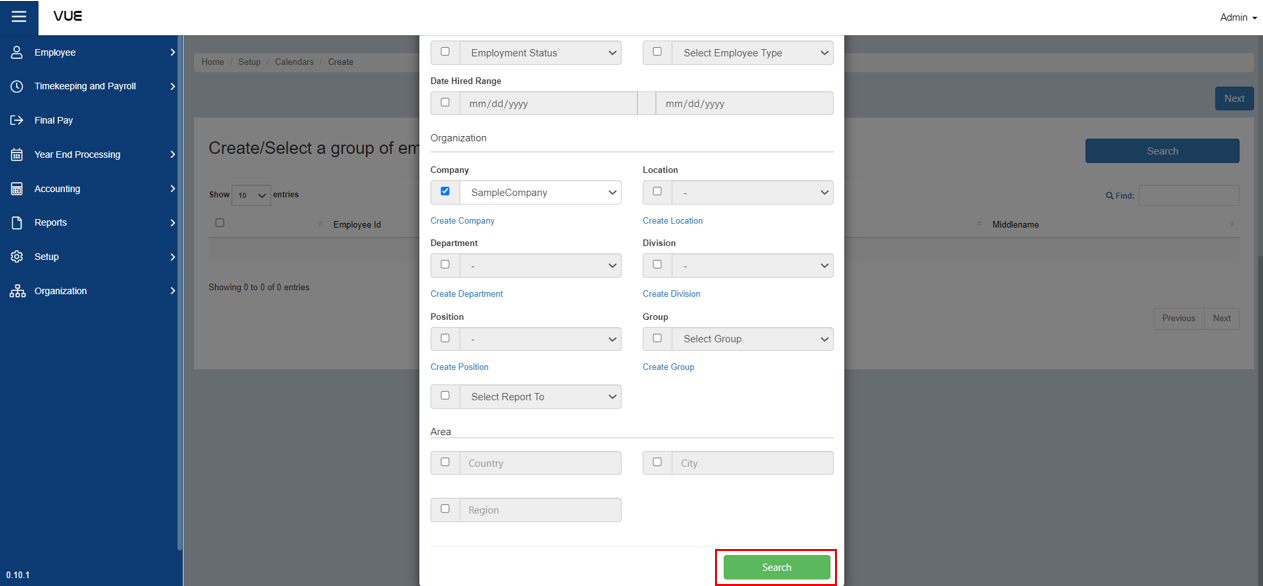 VUE
Admin
Employee
Timekeeping and Payroll
Final Pay
Year End Processing
Accounting
Reports
Setup
Organization
0.10.1
Home / Setup / Calendars / Create
Next
Create/Select a group of em
Search
Show 10 entries
Find:
Employee Id
Middlename
Showing 0 to 0 of 0 entries
Previous Next
Employment Status
Select Employee Type
Date Hired Range
mm/dd/yyyy
mm/dd/yyyy
Organization
Company
Location
SampleCompany
-
Create Company
Create Location
Department
Division
-
-
Create Department
Create Division
Position
Group
-
Select Group
Create Position
Create Group
Select Report To
Area
Country
City
Region
Search